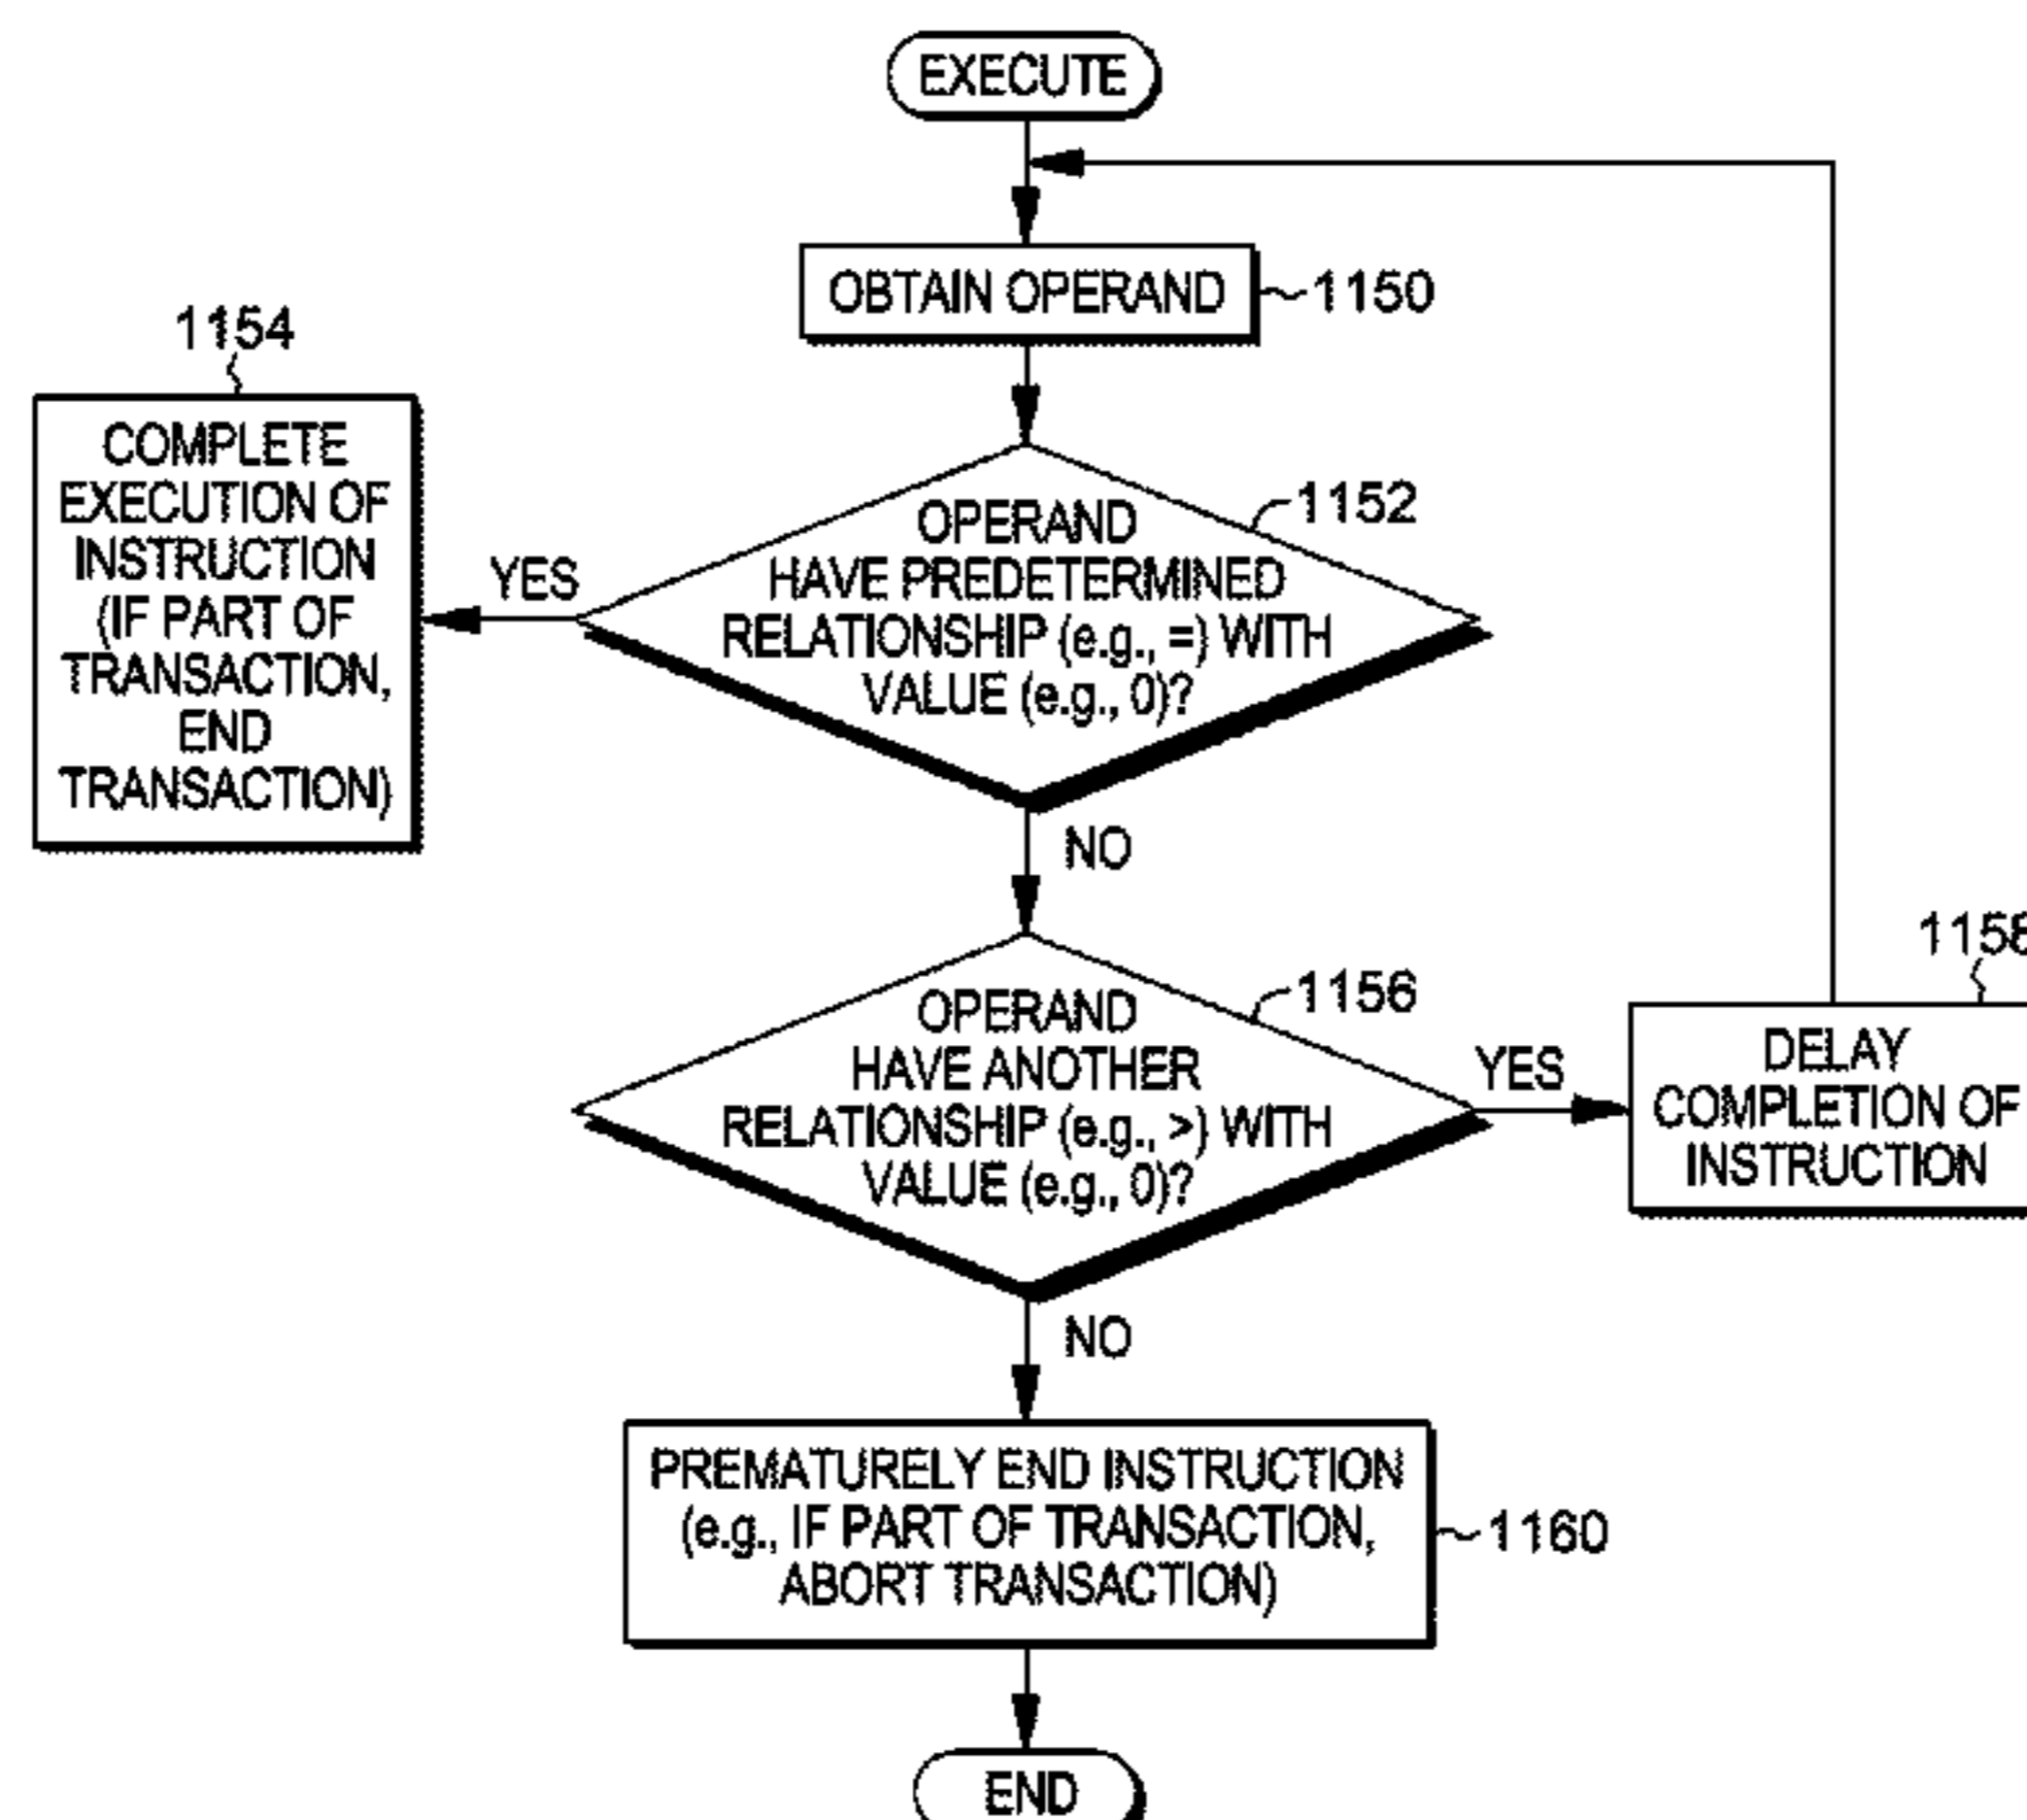 EXECUTE
OBTAIN OPERAND
1150
1154
COMPLETE
EXECUTION OF
INSTRUCTION
(IF PART OF
TRANSACTION,
END
TRANSACTION)
YES
1152
OPERAND
HAVE PREDETERMINED
RELATIONSHIP (e.g., =) WITH
VALUE (e.g., 0)?
NO
1156
OPERAND
HAVE ANOTHER
RELATIONSHIP (e.g., >) WITH
VALUE (e.g., 0)?
YES
1158
DELAY
COMPLETION OF
INSTRUCTION
NO
PREMATURELY END INSTRUCTION
(e.g., IF PART OF TRANSACTION,
ABORT TRANSACTION)
1160
END